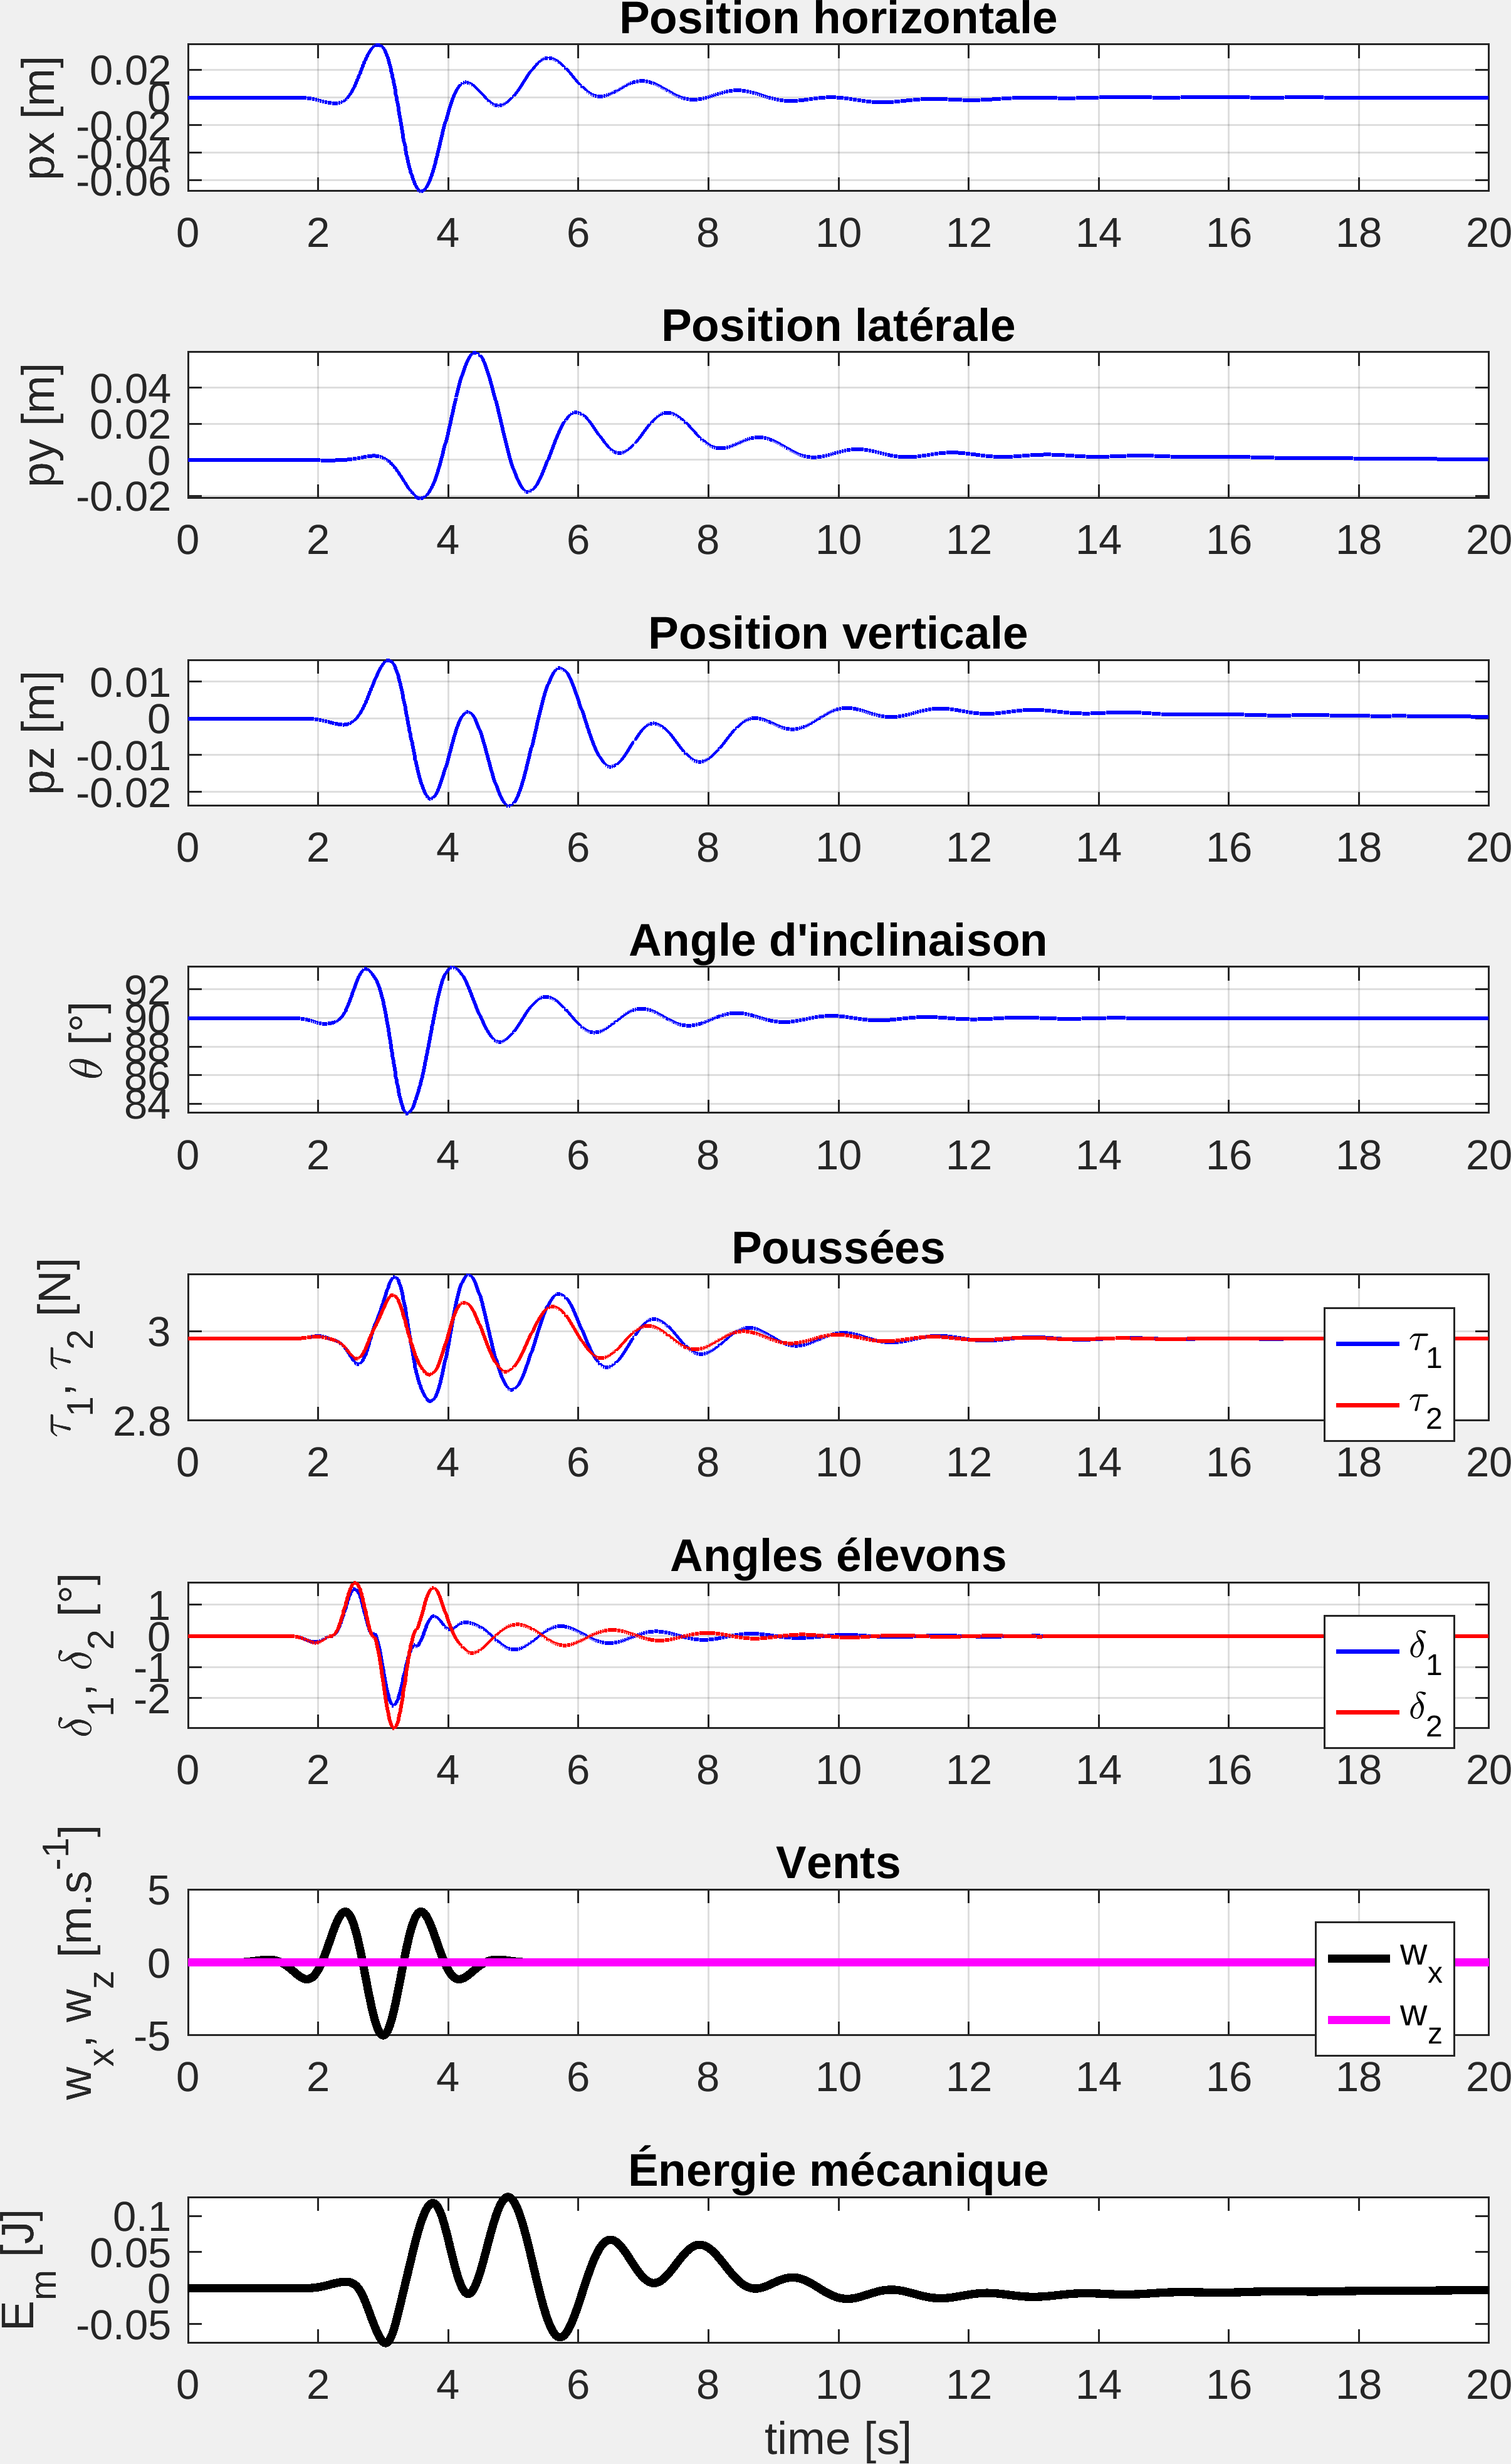 Position horizontale
px [m]
0.02
0
-0.02
-0.04
-0.06
0 2 4 6 8 10 12 14 16 18 20
Position latérale
py [m]
0.04
0.02
0
-0.02
0 2 4 6 8 10 12 14 16 18 20
Position verticale
pz [m]
0.01
0
-0.01
-0.02
0 2 4 6 8 10 12 14 16 18 20
Angle d'inclinaison
θ [°]
92
90
88
86
84
0 2 4 6 8 10 12 14 16 18 20
Poussées
τ1, τ2 [N]
3
2.8
τ1
τ2
0 2 4 6 8 10 12 14 16 18 20
Angles élevons
δ1, δ2 [°]
1
0
-1
-2
δ1
δ2
0 2 4 6 8 10 12 14 16 18 20
Vents
wx, wz [m.s-1]
5
0
-5
wx
wz
0 2 4 6 8 10 12 14 16 18 20
Énergie mécanique
Em [J]
0.1
0.05
0
-0.05
0 2 4 6 8 10 12 14 16 18 20
time [s]